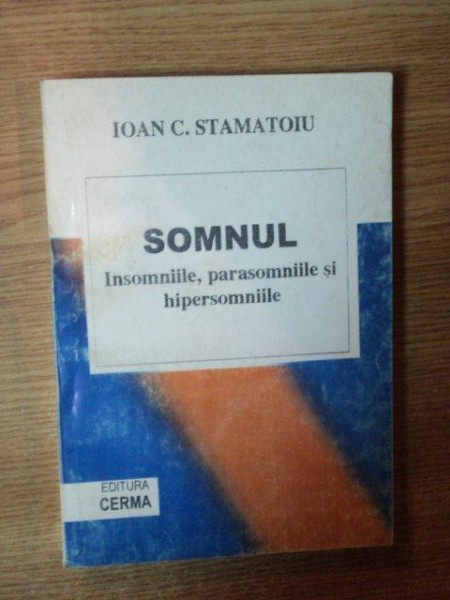 IOAN C. STAMATOIU
SOMNUL
Insomniile, parasomniile și
hipersomniile
EDITURA
CERMA